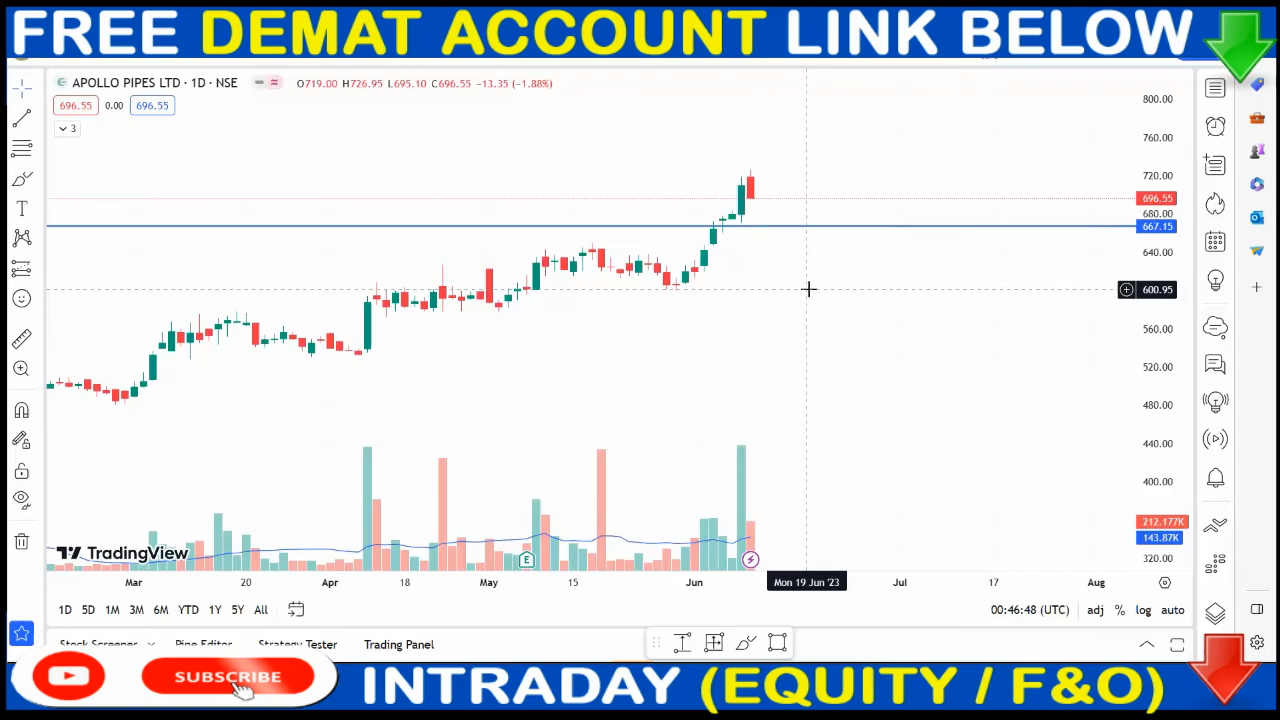 FREE DEMAT ACCOUNT LINK BELOW
APOLLO PIPES LTD · 1D · NSE
O719.00 H726.95 L695.10 C696.55 −13.35 (−1.88%)
696.55 0.00 696.55
3
800.00
760.00
720.00
696.55
680.00
667.15
640.00
600.95
560.00
520.00
480.00
440.00
400.00
212.177K
143.87K
320.00
TradingView
E
Mar 20 Apr 18 May 15 Jun Mon 19 Jun '23 Jul 17 Aug
1D 5D 1M 3M 6M YTD 1Y 5Y All
00:46:48 (UTC) adj % log auto
Stock Screener Pine Editor Strategy Tester Trading Panel
SUBSCRIBE
INTRADAY (EQUITY / F&O)